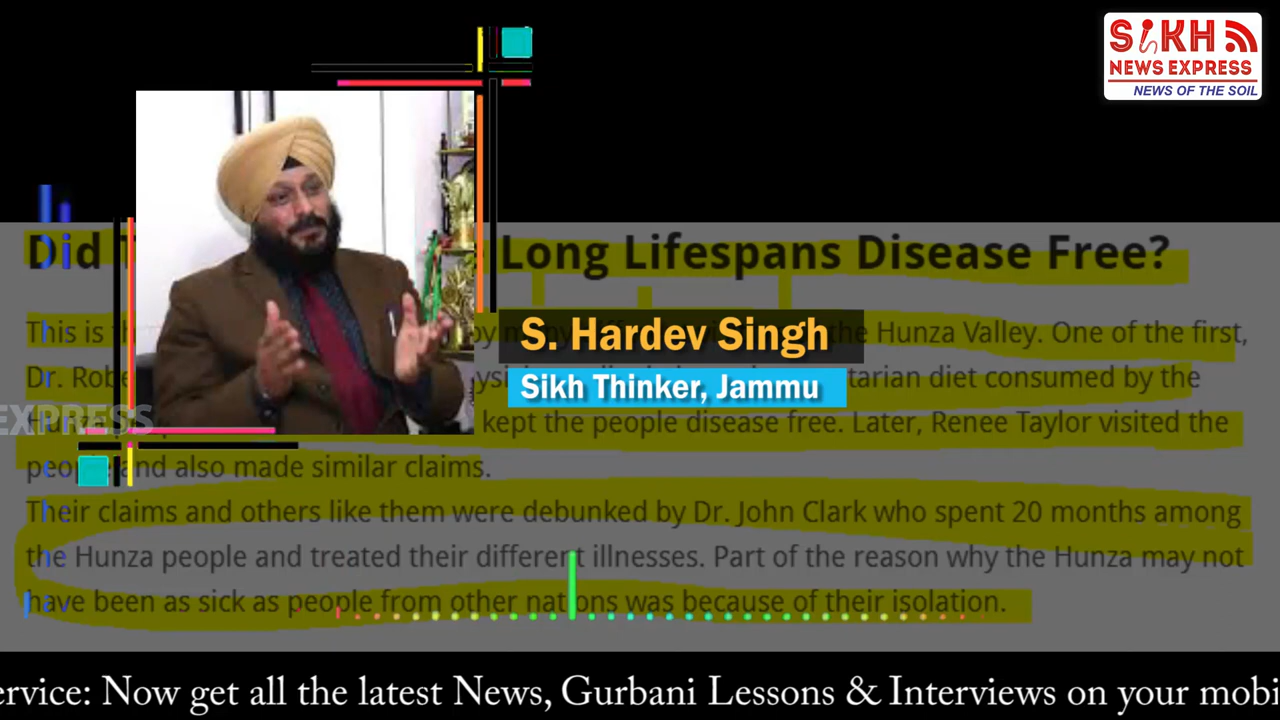 SiKH
NEWS EXPRESS
NEWS OF THE SOIL
Did Long Lifespans Disease Free?
This is the Hunza Valley. One of the first,
Dr. diet consumed by the
kept the people disease free. Later, Renee Taylor visited the
EXPRESS
people and also made similar claims.
Their claims and others like them were debunked by Dr. John Clark who spent 20 months among
the Hunza people and treated their different illnesses. Part of the reason why the Hunza may not
have been as sick as people from other nations was because of their isolation.
S. Hardev Singh
Sikh Thinker, Jammu
Now get all the latest News, Gurbani Lessons & Interviews on your